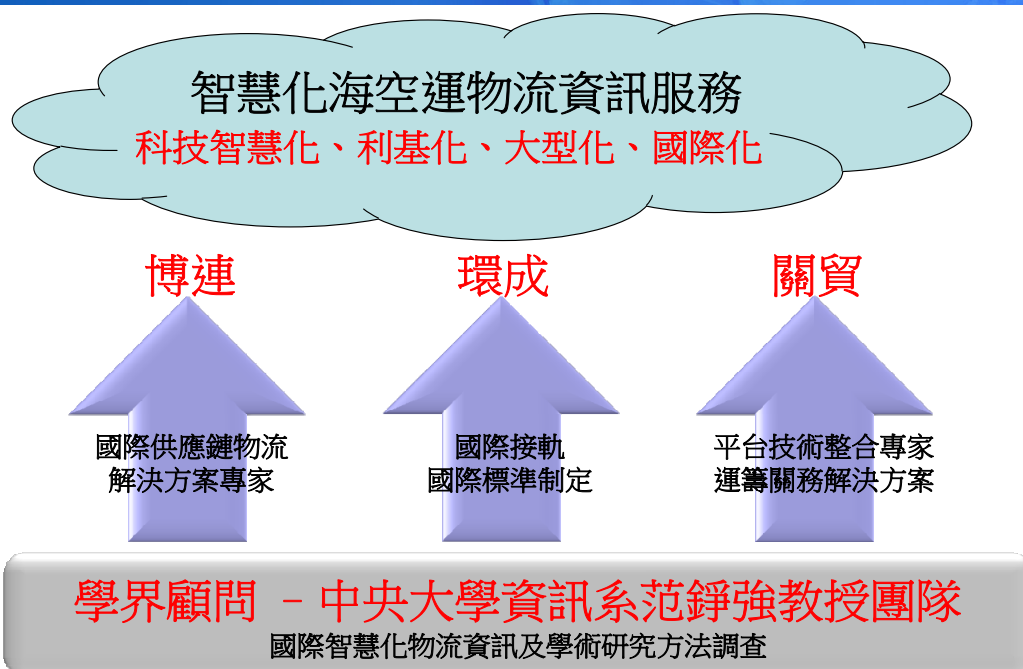 智慧化海空運物流資訊服務
科技智慧化、利基化、大型化、國際化
博連
環成
關貿
國際供應鏈物流
解決方案專家
國際接軌
國際標準制定
平台技術整合專家
運籌關務解決方案
學界顧問 －中央大學資訊系范錚強教授團隊
國際智慧化物流資訊及學術研究方法調查